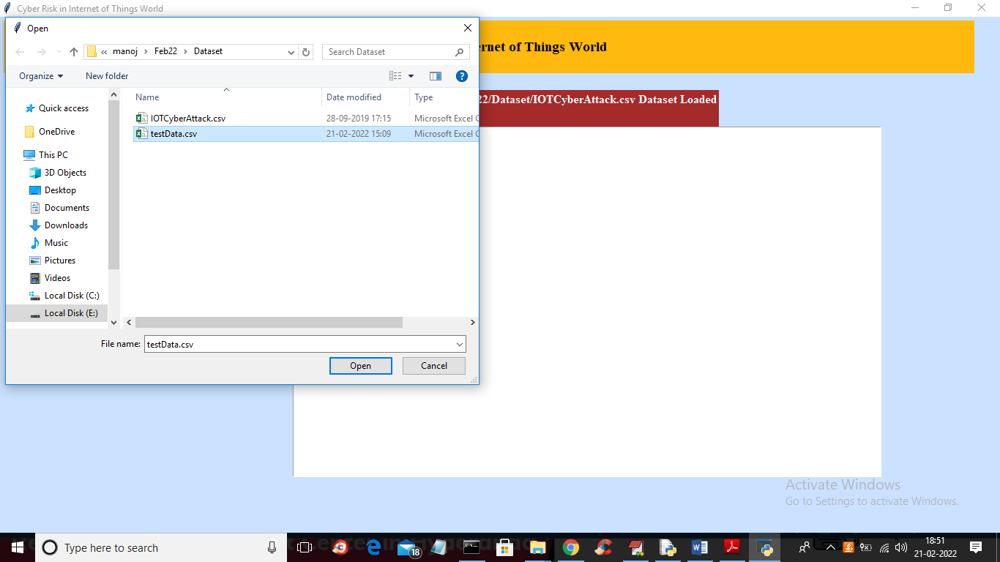 Cyber Risk in Internet of Things World
Open
« manoj › Feb22 › Dataset
Search Dataset
ernet of Things World
Organize
New folder
Name
Date modified
Type
22/Dataset/IOTCyberAttack.csv Dataset Loaded
Quick access
OneDrive
This PC
3D Objects
Desktop
Documents
Downloads
Music
Pictures
Videos
Local Disk (C:)
Local Disk (E:)
IOTCyberAttack.csv 28-09-2019 17:15 Microsoft Excel C
testData.csv 21-02-2022 15:09 Microsoft Excel C
File name: testData.csv
Open
Cancel
Activate Windows
Go to Settings to activate Windows.
Type here to search
18
18:51
21-02-2022